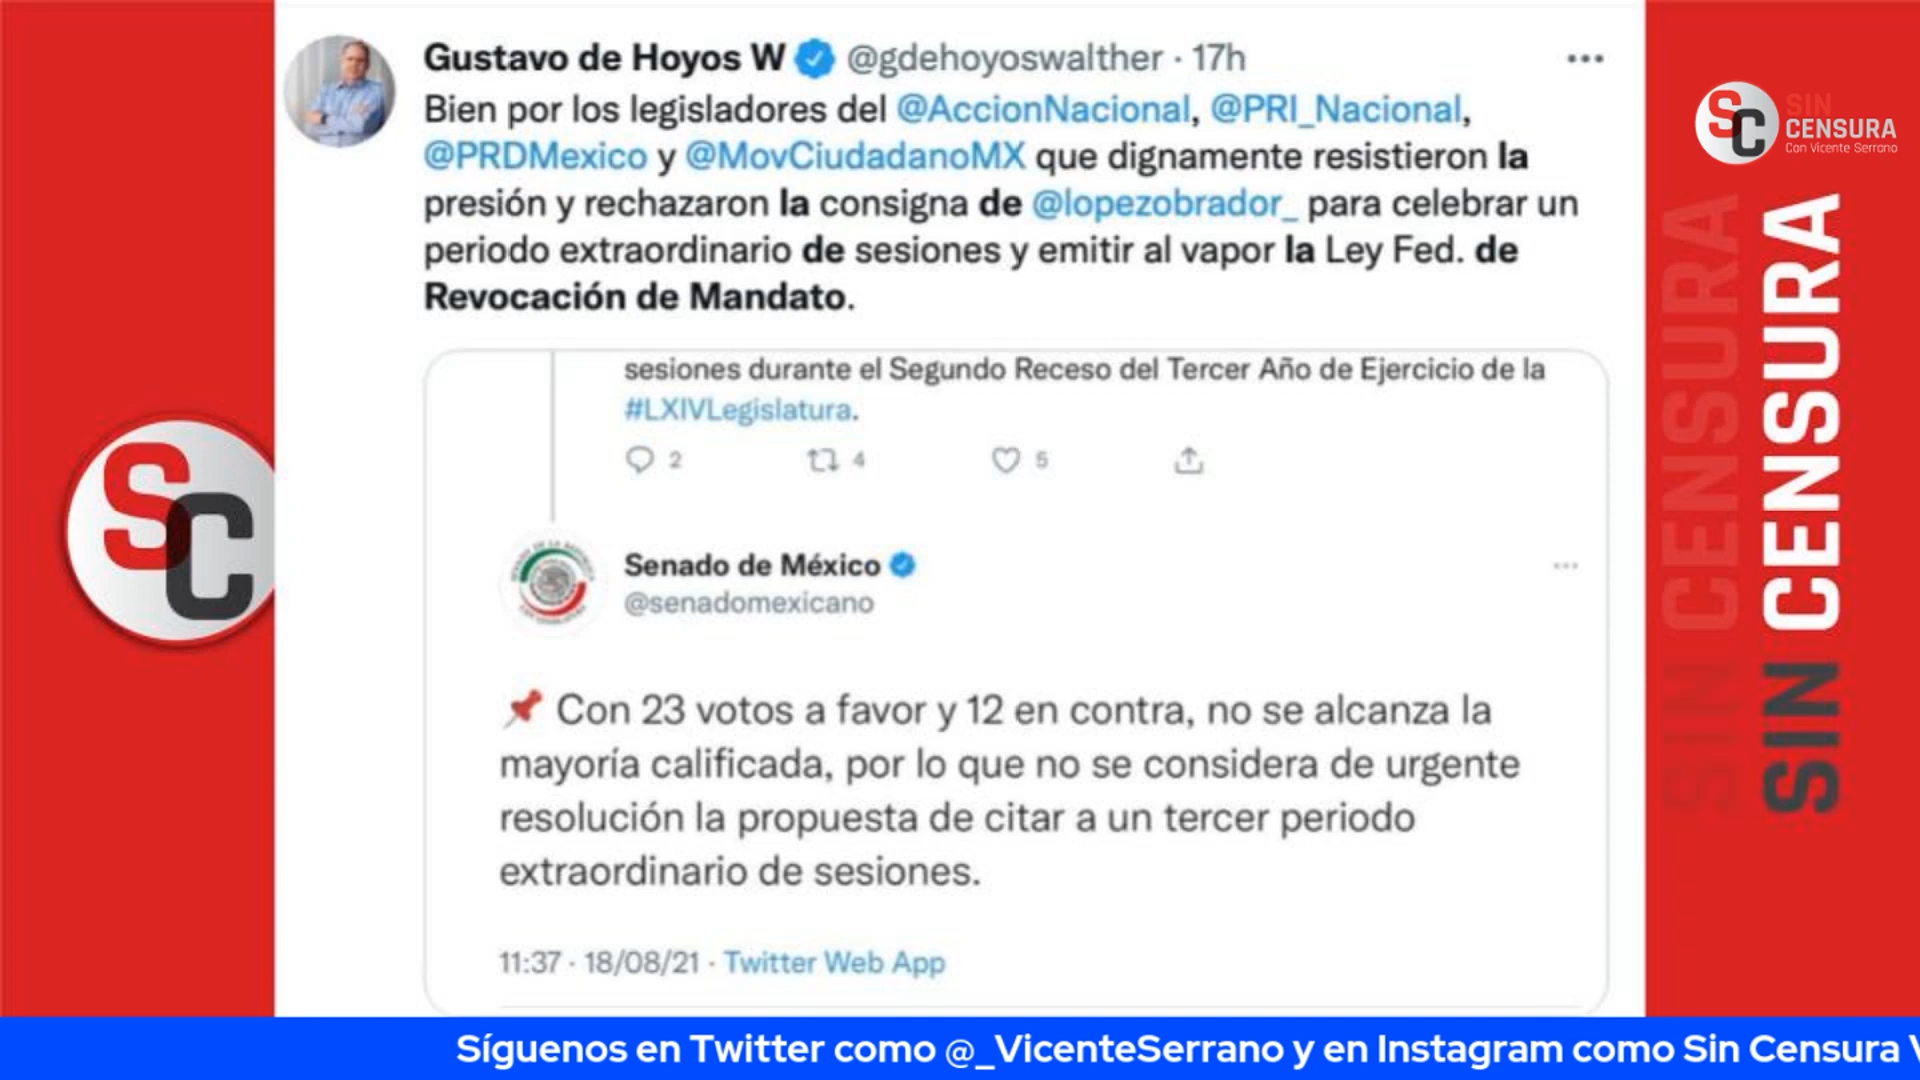 Gustavo de Hoyos W @gdehoyoswalther · 17h
Bien por los legisladores del @AccionNacional, @PRI_Nacional,
@PRDMexico y @MovCiudadanoMX que dignamente resistieron la
presión y rechazaron la consigna de @lopezobrador_ para celebrar un
periodo extraordinario de sesiones y emitir al vapor la Ley Fed. de
Revocación de Mandato.
sesiones durante el Segundo Receso del Tercer Año de Ejercicio de la
#LXIVLegislatura.
2 4 5
Senado de México
@senadomexicano
Con 23 votos a favor y 12 en contra, no se alcanza la
mayoría calificada, por lo que no se considera de urgente
resolución la propuesta de citar a un tercer periodo
extraordinario de sesiones.
11:37 · 18/08/21 · Twitter Web App
SC
SC
SIN
CENSURA
Con Vicente Serrano
SIN CENSURA
SIN CENSURA
Síguenos en Twitter como @_VicenteSerrano y en Instagram como Sin Censura